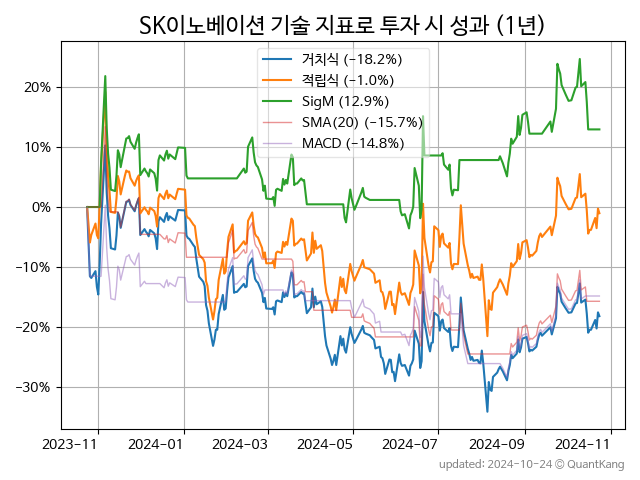 SK이노베이션 기술 지표로 투자 시 성과 (1년)
거치식 (−18.2%)
적립식 (−1.0%)
SigM (12.9%)
SMA(20) (−15.7%)
MACD (−14.8%)
20%
10%
0%
−10%
−20%
−30%
2023-11 2024-01 2024-03 2024-05 2024-07 2024-09 2024-11
updated: 2024-10-24 © QuantKang